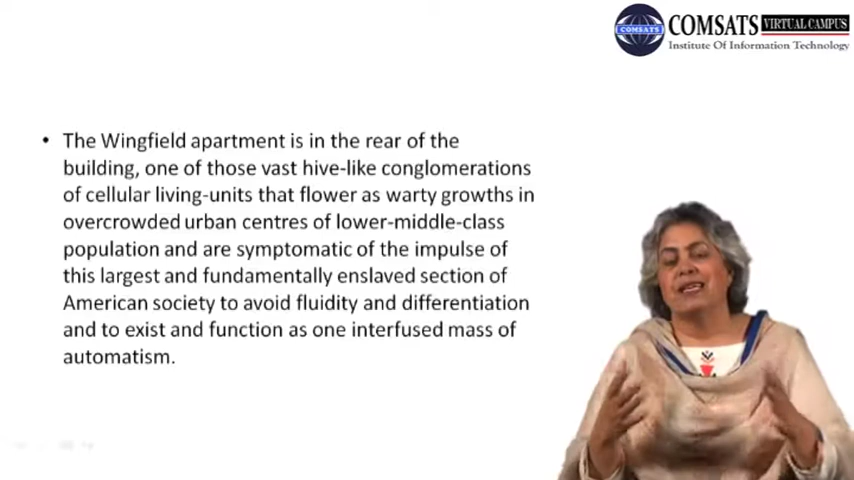 COMSATS VIRTUAL CAMPUS
COMSATS
Institute Of Information Technology
• The Wingfield apartment is in the rear of the
building, one of those vast hive-like conglomerations
of cellular living-units that flower as warty growths in
overcrowded urban centres of lower-middle-class
population and are symptomatic of the impulse of
this largest and fundamentally enslaved section of
American society to avoid fluidity and differentiation
and to exist and function as one interfused mass of
automatism.